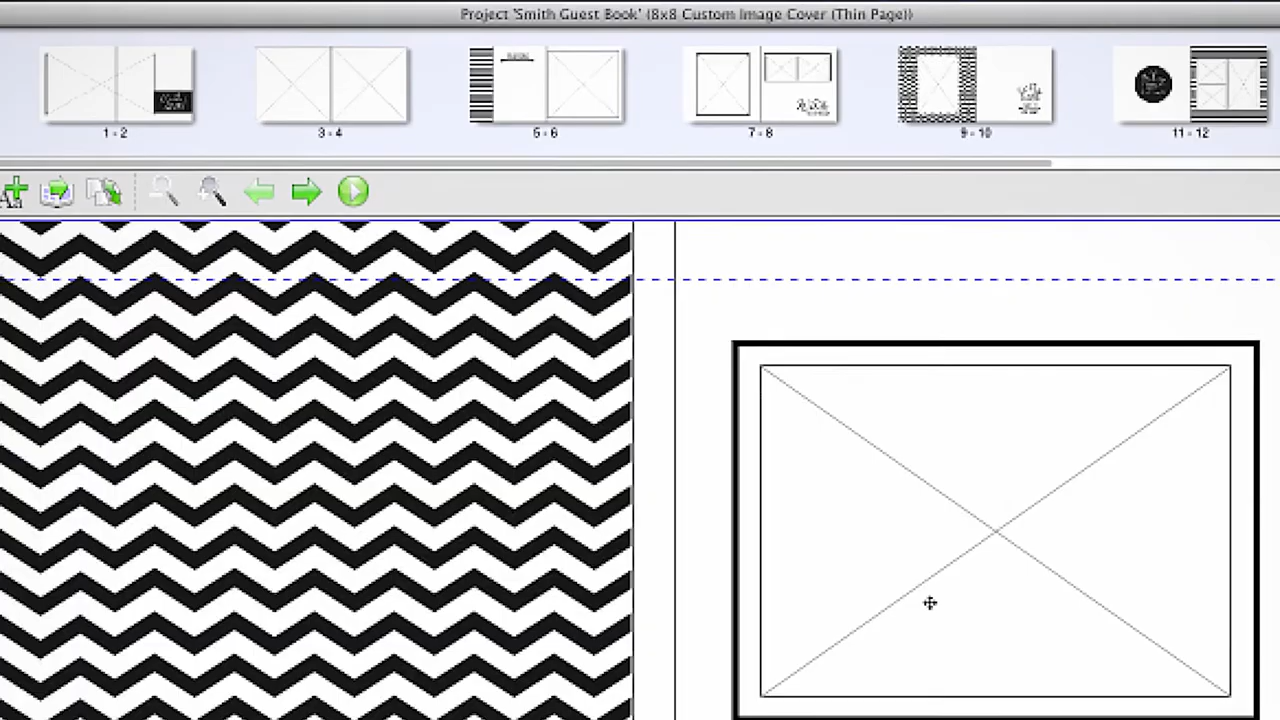 Project 'Smith Guest Book' (8x8 Custom Image Cover (Thin Page))
1 - 2
3 - 4
5 - 6
7 - 8
9 - 10
11 - 12